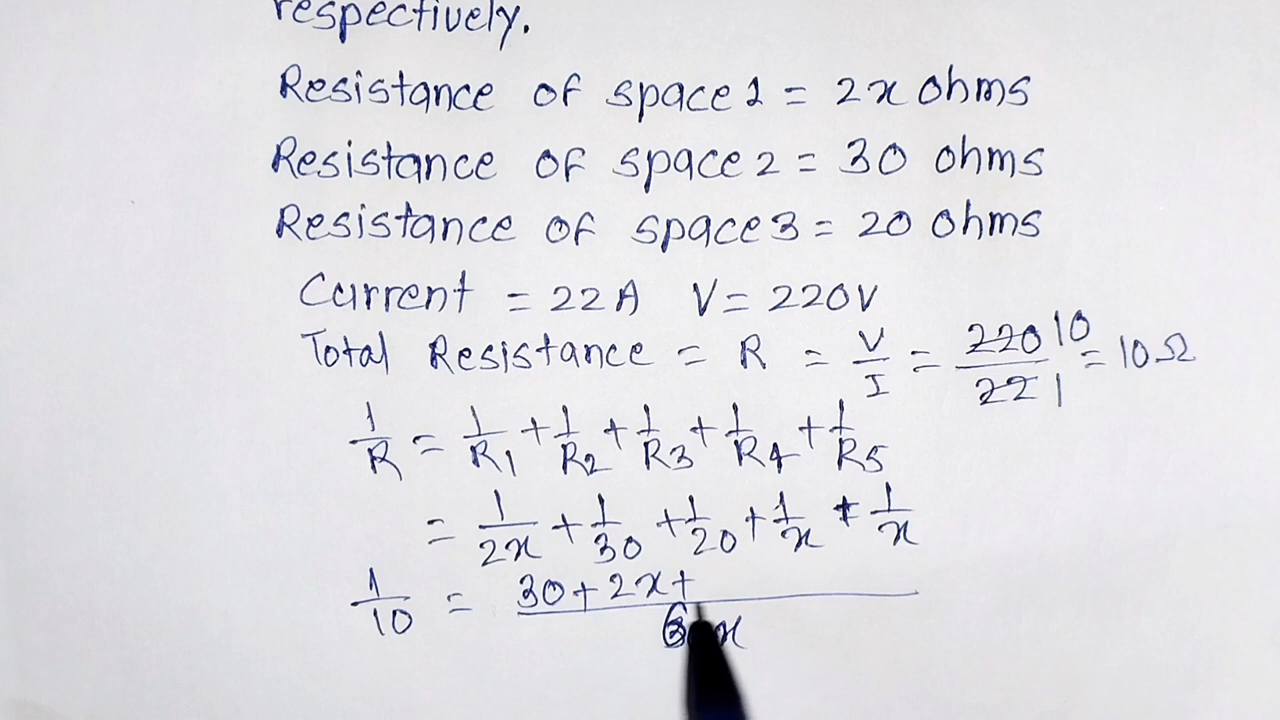 respectively.
Resistance of space 1 = 2x ohms
Resistance of space 2 = 30 ohms
Resistance of space 3 = 20 ohms
Current = 22A V = 220V
Total Resistance = R = V/I = 220 10/22 1 = 10Ω
1/R = 1/R1 + 1/R2 + 1/R3 + 1/R4 + 1/R5
= 1/2x + 1/30 + 1/20 + 1/x + 1/x
1/10 = 30 + 2x + / 6 x